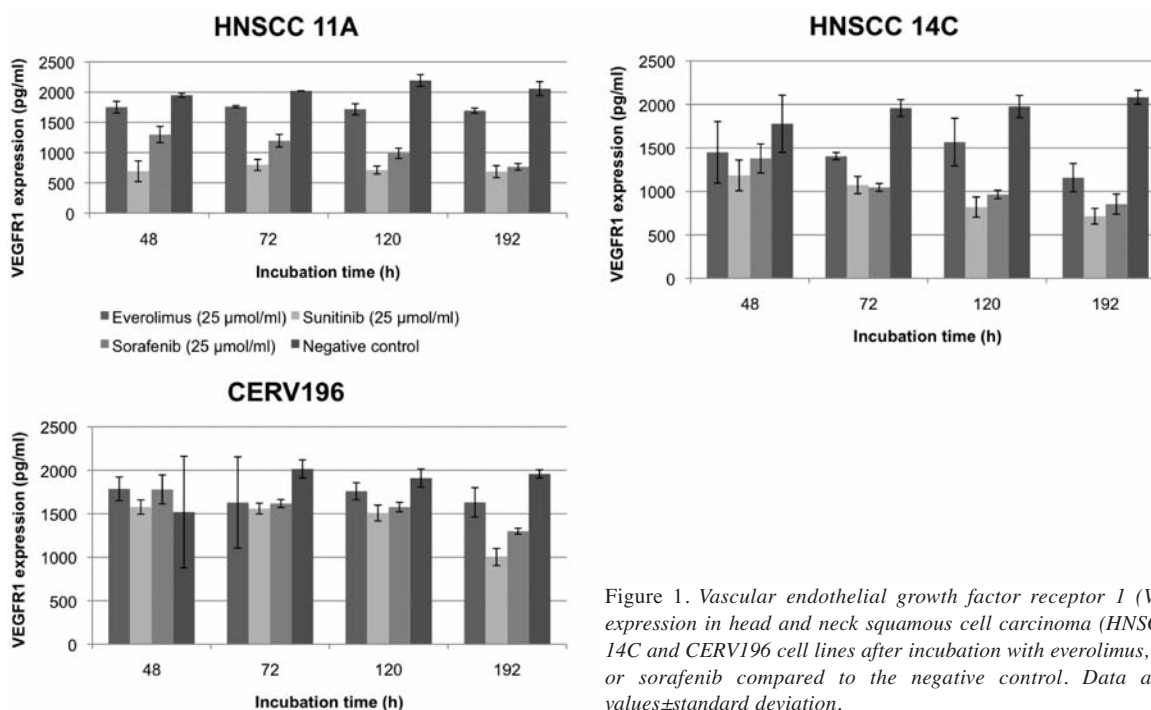 HNSCC 11A
VEGFR1 expression (pg/ml)
2500
2000
1500
1000
500
0
48 72 120 192
Incubation time (h)
Everolimus (25 µmol/ml) Sunitinib (25 µmol/ml)
Sorafenib (25 µmol/ml) Negative control
HNSCC 14C
VEGFR1 expression (pg/ml)
2500
2000
1500
1000
500
0
48 72 120 192
Incubation time (h)
CERV196
VEGFR1 expression (pg/ml)
2500
2000
1500
1000
500
0
48 72 120 192
Incubation time (h)
Figure 1. Vascular endothelial growth factor receptor 1 (V
expression in head and neck squamous cell carcinoma (HNSC
14C and CERV196 cell lines after incubation with everolimus,
or sorafenib compared to the negative control. Data a
values±standard deviation.